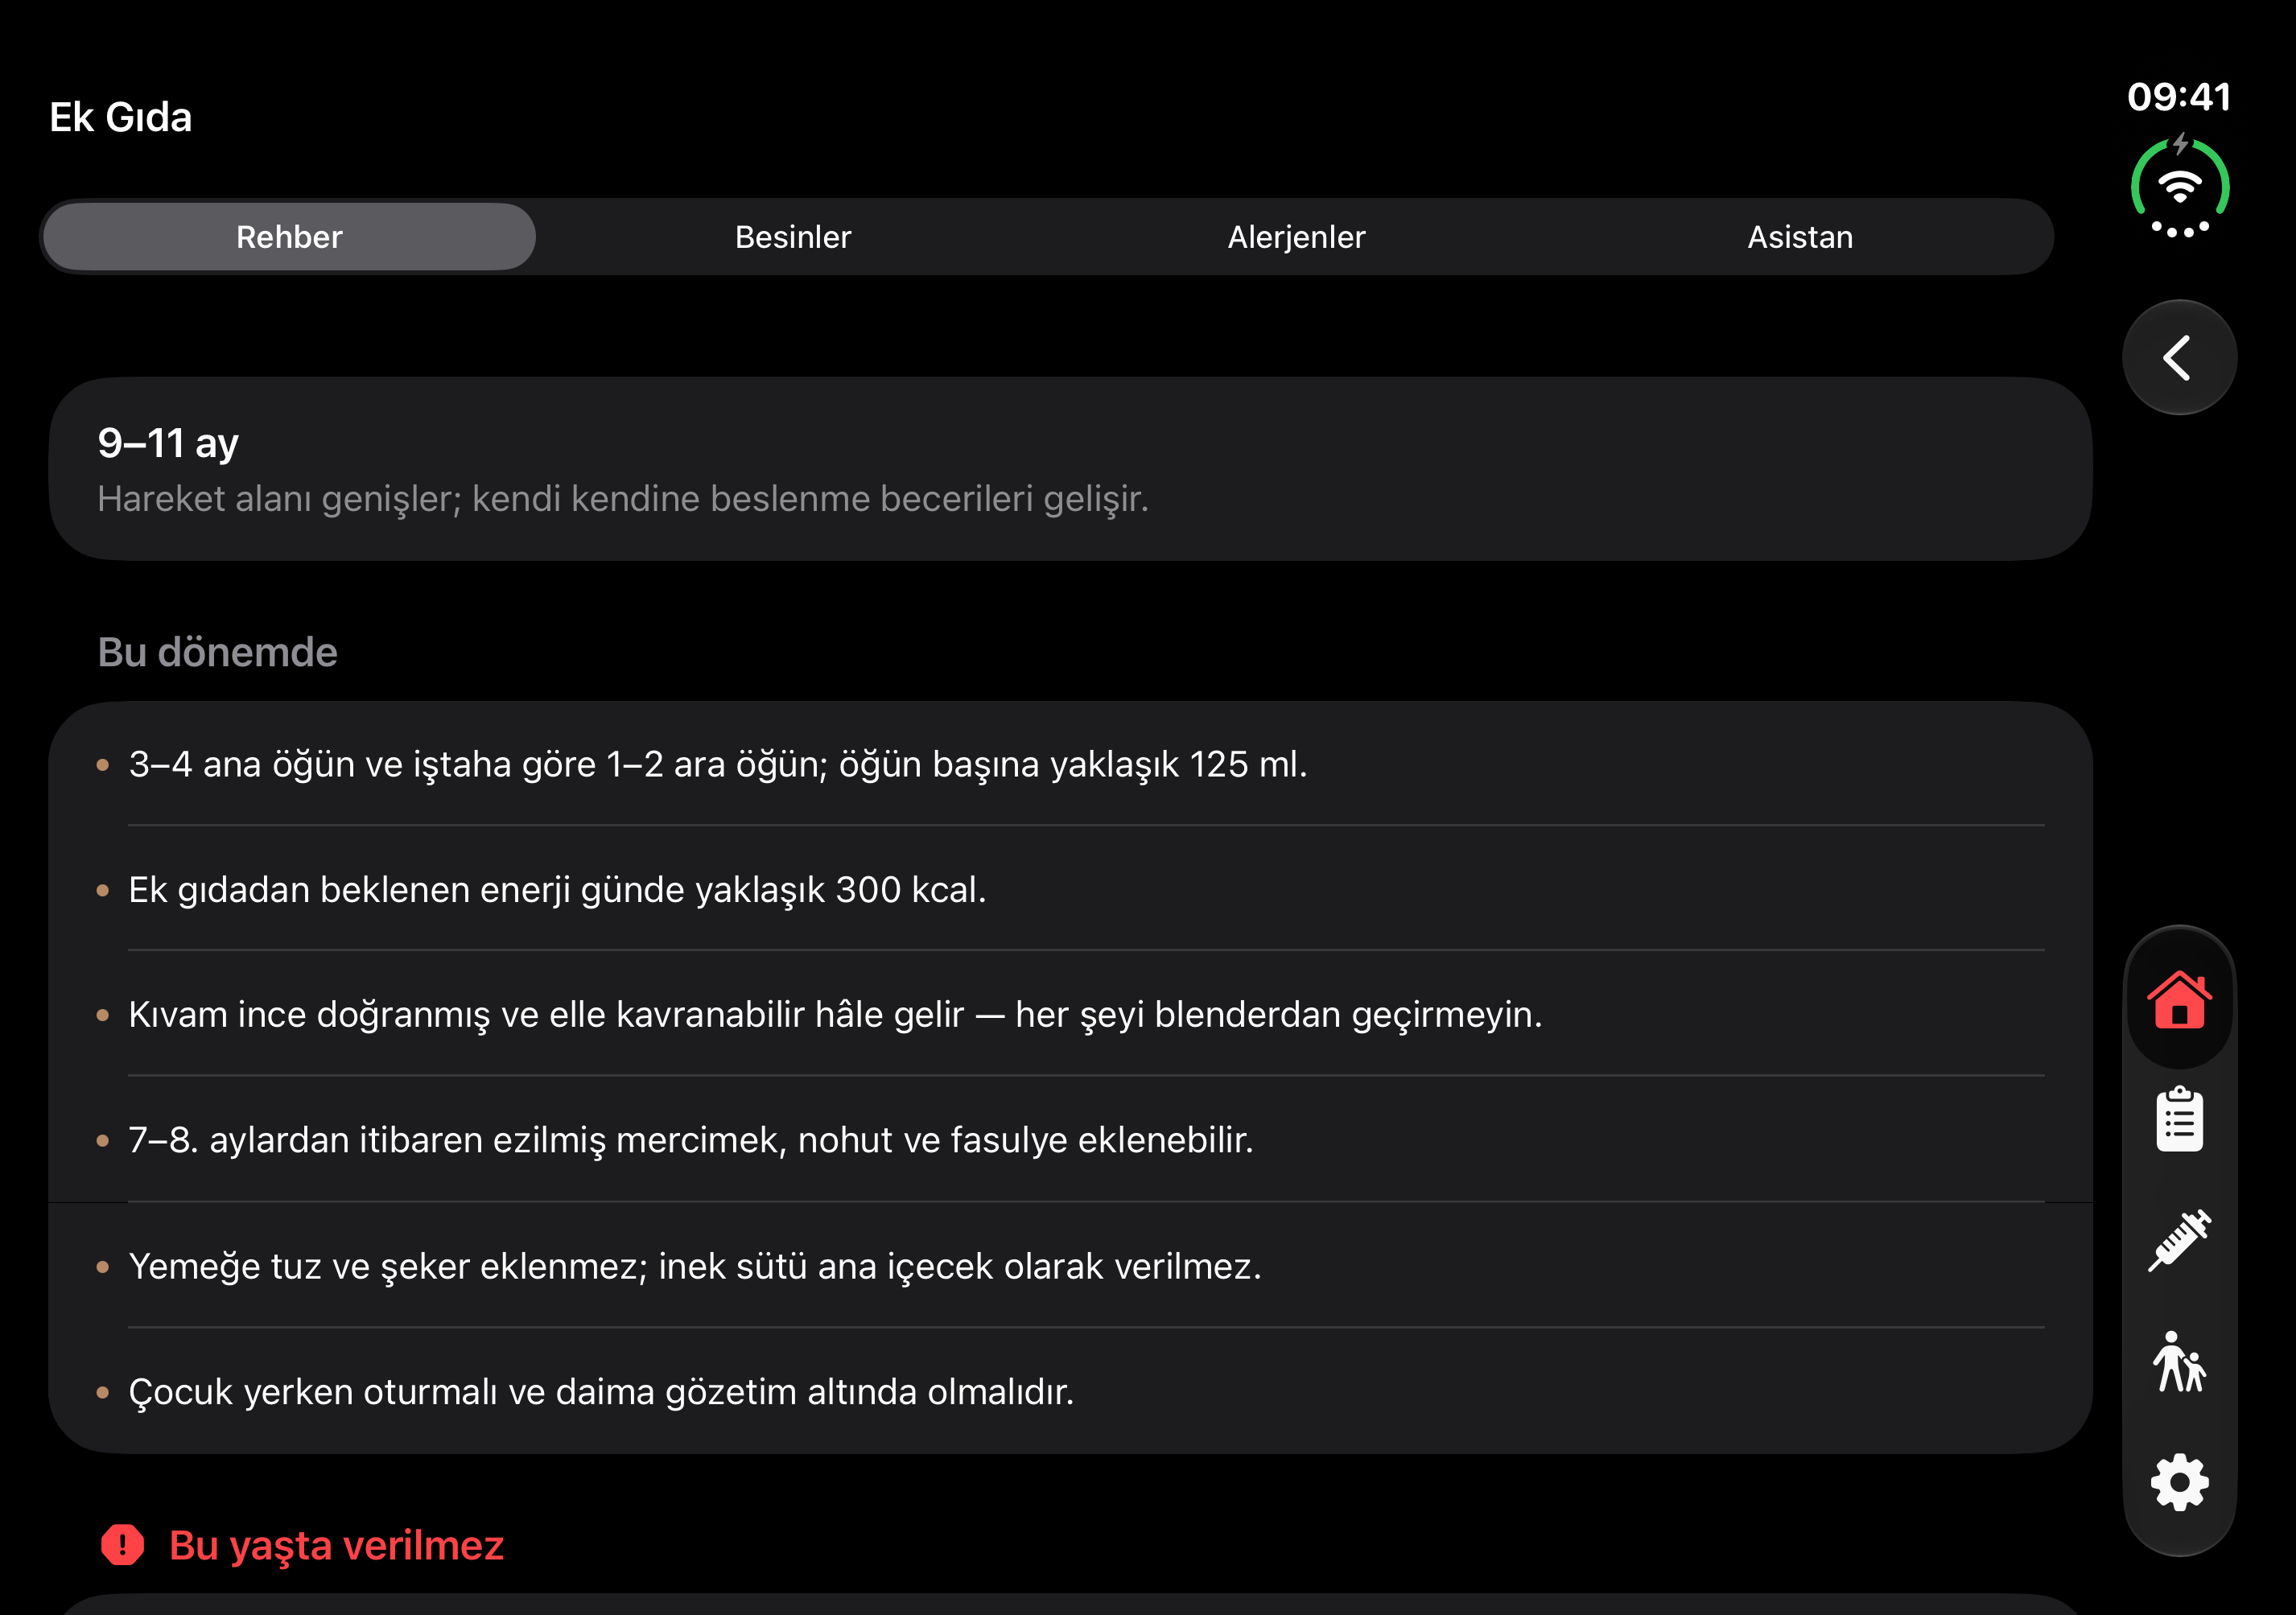 09:41
Ek Gıda
Rehber
Besinler
Alerjenler
Asistan
9–11 ay
Hareket alanı genişler; kendi kendine beslenme becerileri gelişir.
Bu dönemde
• 3–4 ana öğün ve iştaha göre 1–2 ara öğün; öğün başına yaklaşık 125 ml.
• Ek gıdadan beklenen enerji günde yaklaşık 300 kcal.
• Kıvam ince doğranmış ve elle kavranabilir hâle gelir — her şeyi blenderdan geçirmeyin.
• 7–8. aylardan itibaren ezilmiş mercimek, nohut ve fasulye eklenebilir.
• Yemeğe tuz ve şeker eklenmez; inek sütü ana içecek olarak verilmez.
• Çocuk yerken oturmalı ve daima gözetim altında olmalıdır.
Bu yaşta verilmez